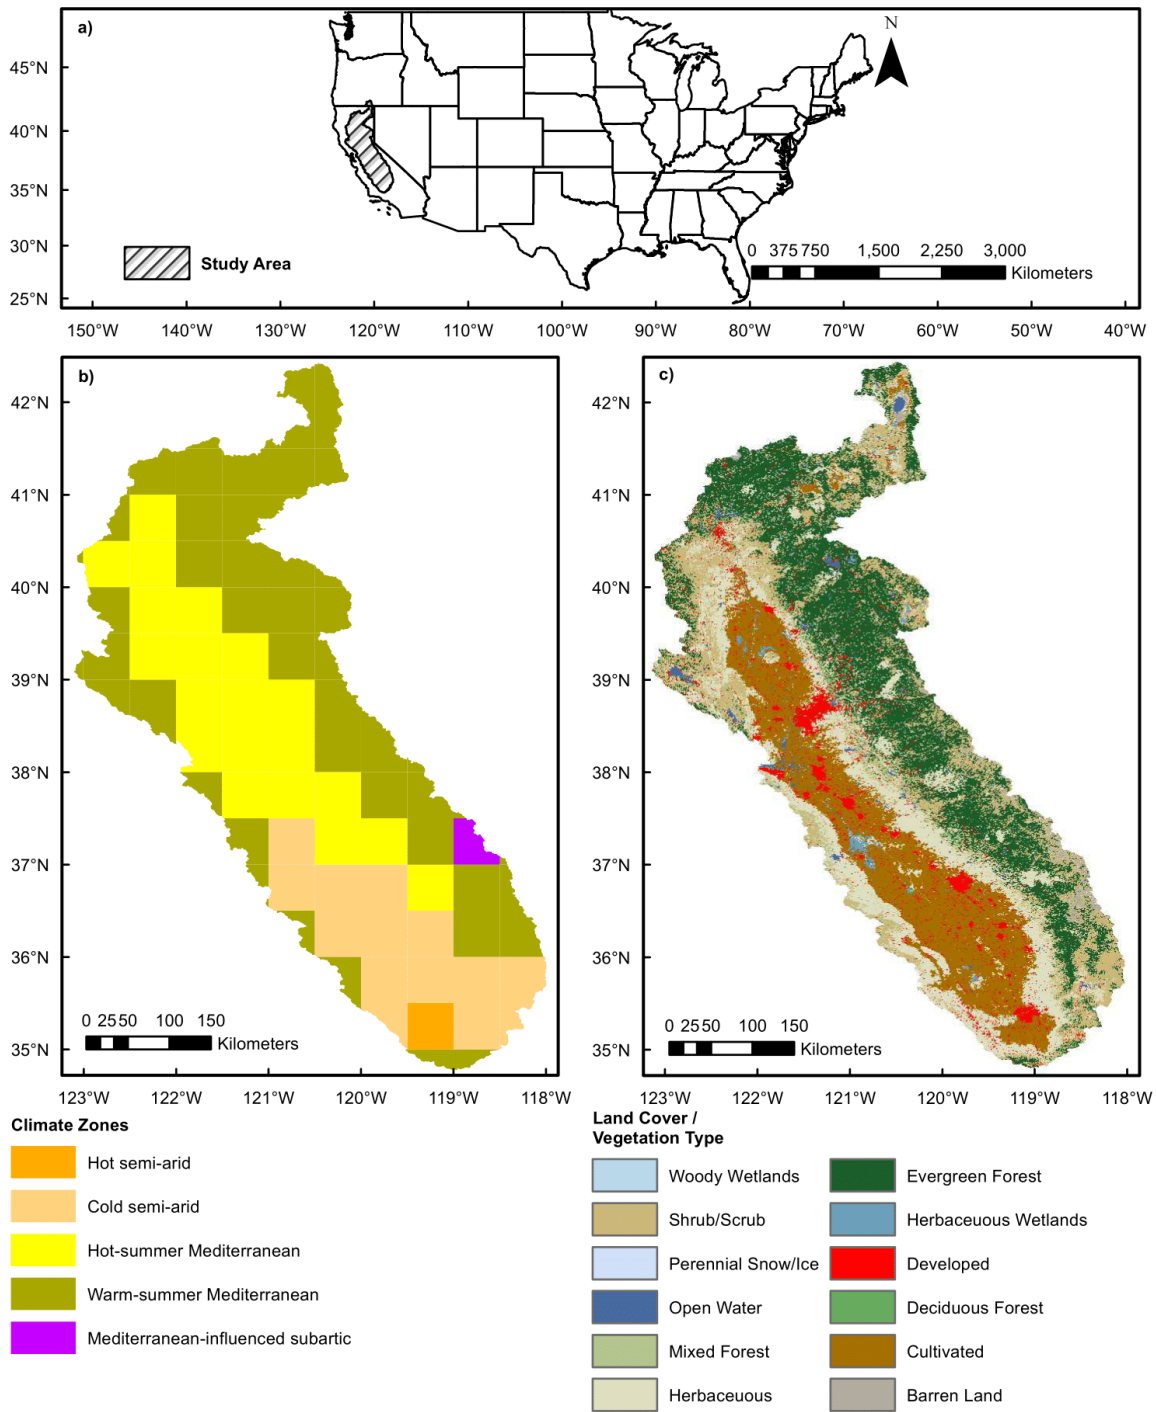 a)
N
45°N
40°N
35°N
30°N
25°N
Study Area
0 375 750 1,500 2,250 3,000
Kilometers
150°W 140°W 130°W 120°W 110°W 100°W 90°W 80°W 70°W 60°W 50°W 40°W
b)
42°N
41°N
40°N
39°N
38°N
37°N
36°N
35°N
0 25 50 100 150
Kilometers
123°W 122°W 121°W 120°W 119°W 118°W
c)
42°N
41°N
40°N
39°N
38°N
37°N
36°N
35°N
0 25 50 100 150
Kilometers
123°W 122°W 121°W 120°W 119°W 118°W
Climate Zones
Hot semi-arid
Cold semi-arid
Hot-summer Mediterranean
Warm-summer Mediterranean
Mediterranean-influenced subartic
Land Cover /
Vegetation Type
Woody Wetlands
Shrub/Scrub
Perennial Snow/Ice
Open Water
Mixed Forest
Herbaceuous
Evergreen Forest
Herbaceuous Wetlands
Developed
Deciduous Forest
Cultivated
Barren Land